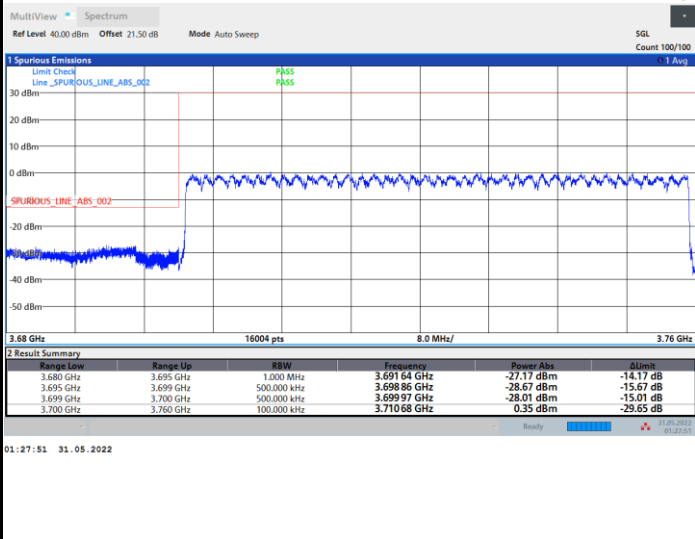 MultiView Spectrum
Ref Level 40.00 dBm Offset 21.50 dB Mode Auto Sweep SGL
Count 100/100
1 Spurious Emissions 1 Avg
Limit Check PASS
Line _SPURIOUS_LINE_ABS_002 PASS
30 dBm
20 dBm
10 dBm
0 dBm
_SPURIOUS_LINE_ABS_002
-20 dBm
-40 dBm
-50 dBm
3.68 GHz 16004 pts 8.0 MHz/ 3.76 GHz
2 Result Summary
Range Low Range Up RBW Frequency Power Abs ΔLimit
3.680 GHz 3.695 GHz 1.000 MHz 3.691 64 GHz -27.17 dBm -14.17 dB
3.695 GHz 3.699 GHz 500.000 kHz 3.698 86 GHz -28.67 dBm -15.67 dB
3.699 GHz 3.700 GHz 500.000 kHz 3.699 97 GHz -28.01 dBm -15.01 dB
3.700 GHz 3.760 GHz 100.000 kHz 3.710 68 GHz 0.35 dBm -29.65 dB
Ready 31.05.2022
01:27:51
01:27:51 31.05.2022